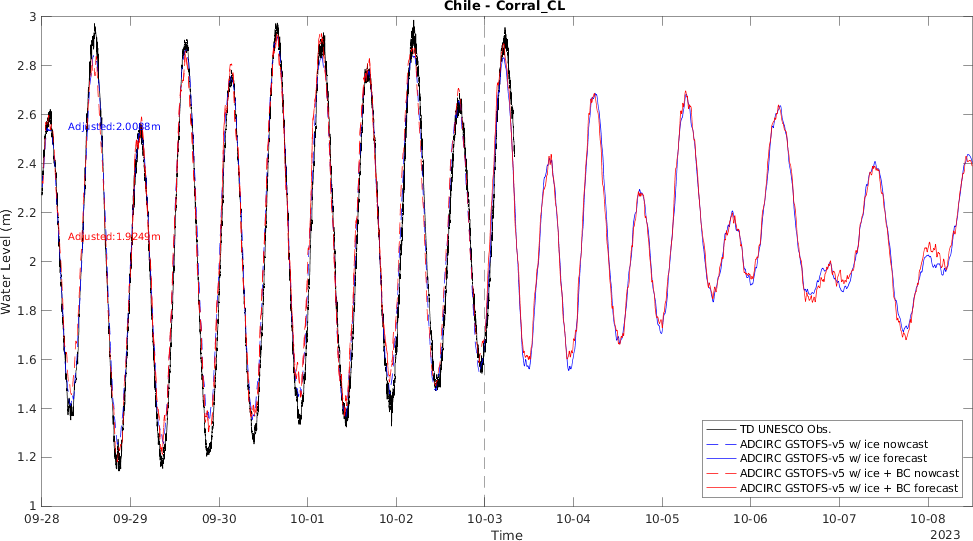 Chile - Corral_CL
3
2.8
2.6
2.4
2.2
2
1.8
1.6
1.4
1.2
1
Water Level (m)
Adjusted:2.0088m
Adjusted:1.9249m
TD UNESCO Obs.
ADCIRC GSTOFS-v5 w/ ice nowcast
ADCIRC GSTOFS-v5 w/ ice forecast
ADCIRC GSTOFS-v5 w/ ice + BC nowcast
ADCIRC GSTOFS-v5 w/ ice + BC forecast
09-28 09-29 09-30 10-01 10-02 10-03 10-04 10-05 10-06 10-07 10-08
2023
Time